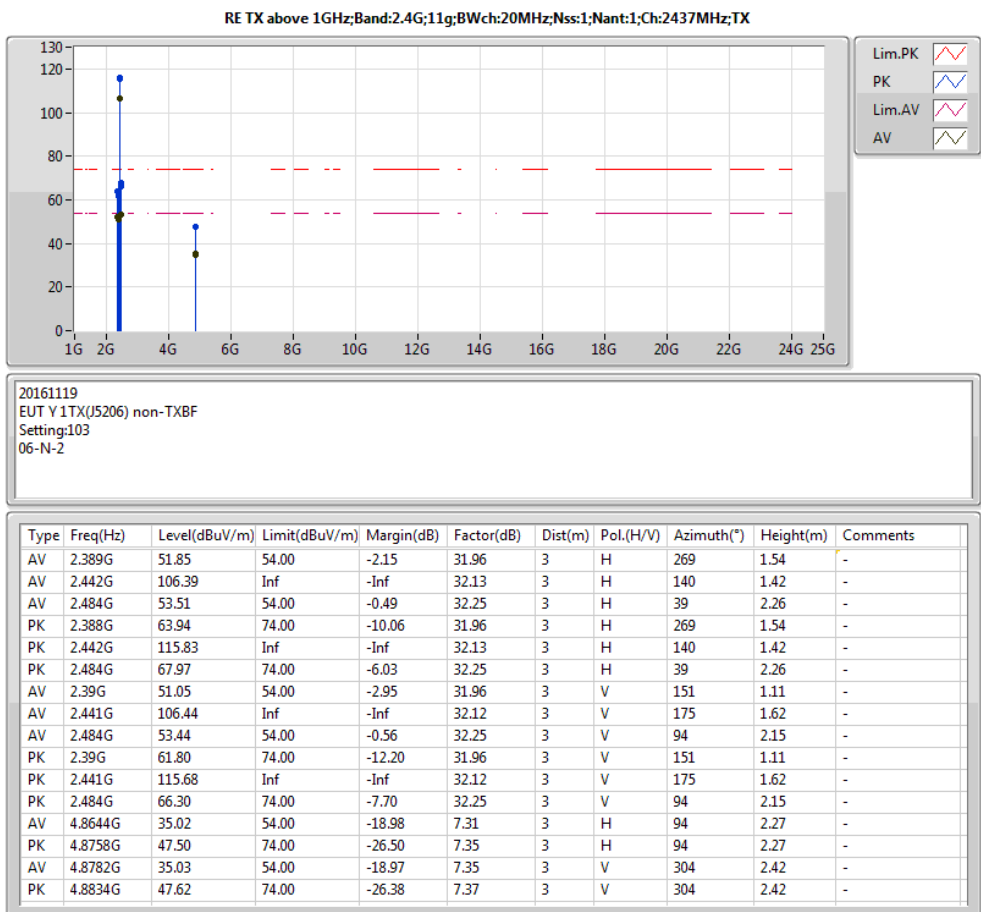 RE TX above 1GHz;Band:2.4G;11g;BWch:20MHz;Nss:1;Nant:1;Ch:2437MHz;TX
130
120
100
80
60
40
20
0
1G 2G 4G 6G 8G 10G 12G 14G 16G 18G 20G 22G 24G 25G
Lim.PK
PK
Lim.AV
AV
20161119
EUT Y 1TX(J5206) non-TXBF
Setting:103
06-N-2
Type Freq(Hz) Level(dBuV/m) Limit(dBuV/m) Margin(dB) Factor(dB) Dist(m) Pol.(H/V) Azimuth(°) Height(m) Comments
AV 2.389G 51.85 54.00 -2.15 31.96 3 H 269 1.54 -
AV 2.442G 106.39 Inf -Inf 32.13 3 H 140 1.42 -
AV 2.484G 53.51 54.00 -0.49 32.25 3 H 39 2.26 -
PK 2.388G 63.94 74.00 -10.06 31.96 3 H 269 1.54 -
PK 2.442G 115.83 Inf -Inf 32.13 3 H 140 1.42 -
PK 2.484G 67.97 74.00 -6.03 32.25 3 H 39 2.26 -
AV 2.39G 51.05 54.00 -2.95 31.96 3 V 151 1.11 -
AV 2.441G 106.44 Inf -Inf 32.12 3 V 175 1.62 -
AV 2.484G 53.44 54.00 -0.56 32.25 3 V 94 2.15 -
PK 2.39G 61.80 74.00 -12.20 31.96 3 V 151 1.11 -
PK 2.441G 115.68 Inf -Inf 32.12 3 V 175 1.62 -
PK 2.484G 66.30 74.00 -7.70 32.25 3 V 94 2.15 -
AV 4.8644G 35.02 54.00 -18.98 7.31 3 H 94 2.27 -
PK 4.8758G 47.50 74.00 -26.50 7.35 3 H 94 2.27 -
AV 4.8782G 35.03 54.00 -18.97 7.35 3 V 304 2.42 -
PK 4.8834G 47.62 74.00 -26.38 7.37 3 V 304 2.42 -